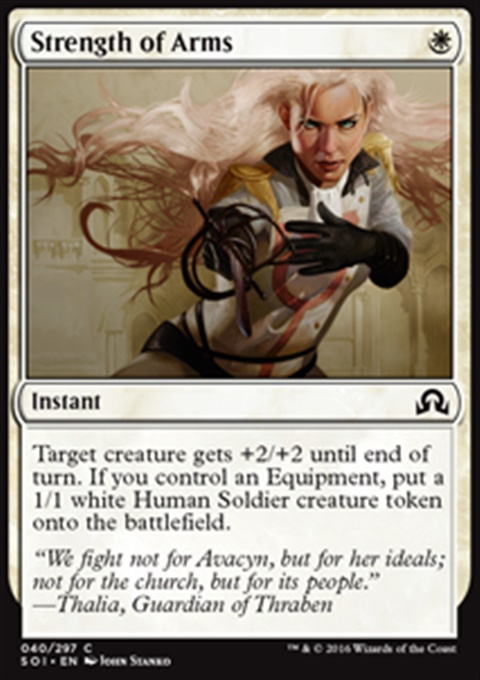 Strength of Arms
Instant
Target creature gets +2/+2 until end of
turn. If you control an Equipment, put a
1/1 white Human Soldier creature token
onto the battlefield.
“We fight not for Avacyn, but for her ideals;
not for the church, but for its people.”
—Thalia, Guardian of Thraben
040/297 C
SOI • EN John Stanko
™ & © 2016 Wizards of the Coast